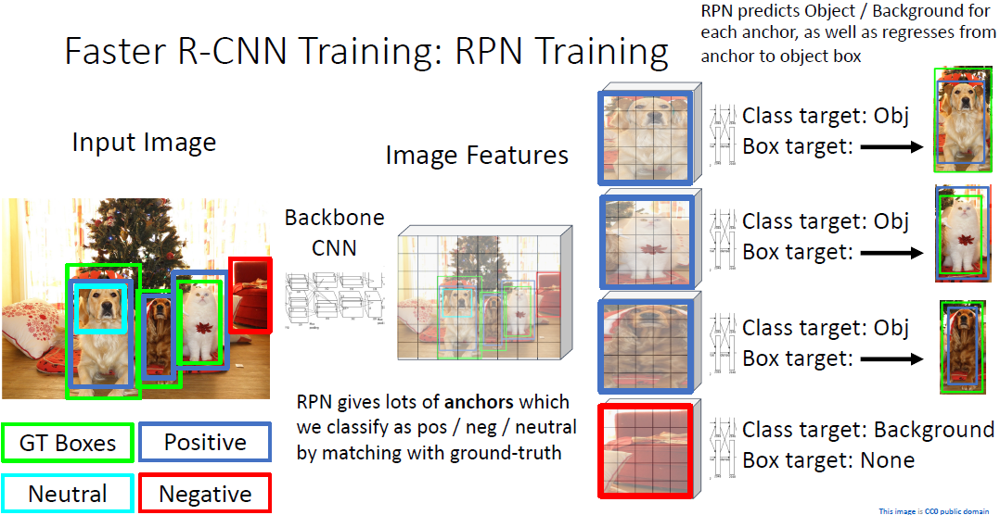 Faster R-CNN Training: RPN Training
RPN predicts Object / Background for
each anchor, as well as regresses from
anchor to object box
Input Image
Image Features
Backbone
CNN
GT Boxes
Positive
Neutral
Negative
RPN gives lots of anchors which
we classify as pos / neg / neutral
by matching with ground-truth
Class target: Obj
Box target:
Class target: Obj
Box target:
Class target: Obj
Box target:
Class target: Background
Box target: None
This image is CC0 public domain